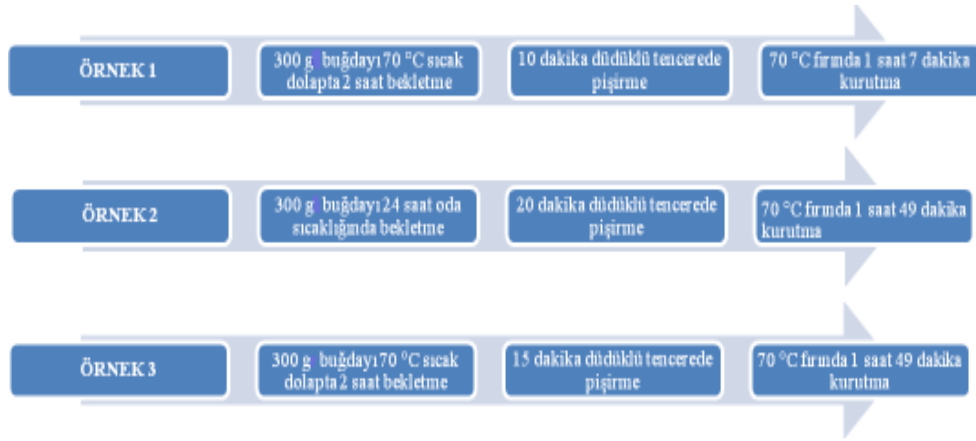 ÖRNEK 1
300 g buğdayı 70 °C sıcak
dolapta 2 saat bekletme
10 dakika düdüklü tencerede
pişirme
70 °C fırında 1 saat 7 dakika
kurutma
ÖRNEK 2
300 g buğdayı 24 saat oda
sıcaklığında bekletme
20 dakika düdüklü tencerede
pişirme
70 °C fırında 1 saat 49 dakika
kurutma
ÖRNEK 3
300 g buğdayı 70 °C sıcak
dolapta 2 saat bekletme
15 dakika düdüklü tencerede
pişirme
70 °C fırında 1 saat 49 dakika
kurutma